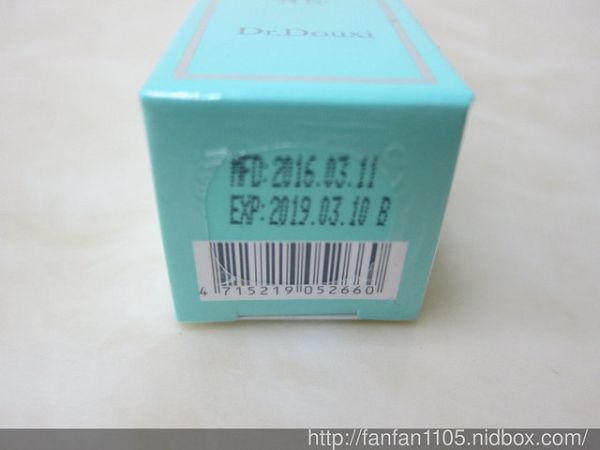 Dr.Douxi
MFD:2016.03.11
EXP:2019.03.10 B
4 715219 052660
http://fanfan1105.nidbox.com/